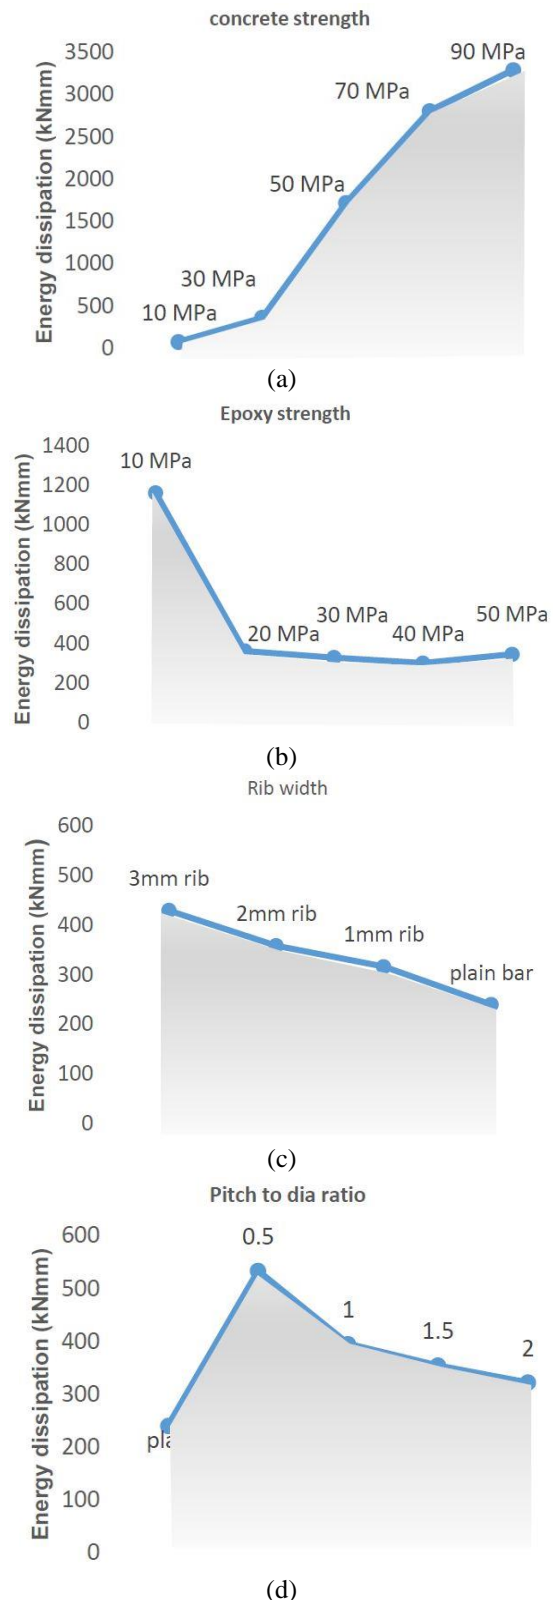 concrete strength
Energy dissipation (kNmm)
3500
3000
2500
2000
1500
1000
500
0
10 MPa
30 MPa
50 MPa
70 MPa
90 MPa
(a)
Epoxy strength
Energy dissipation (kNmm)
1400
1200
1000
800
600
400
200
0
10 MPa
20 MPa
30 MPa
40 MPa
50 MPa
(b)
Rib width
Energy dissipation (kNmm)
600
500
400
300
200
100
0
3mm rib
2mm rib
1mm rib
plain bar
(c)
Pitch to dia ratio
Energy dissipation (kNmm)
600
500
400
300
200
100
0
0.5
1
1.5
2
(d)